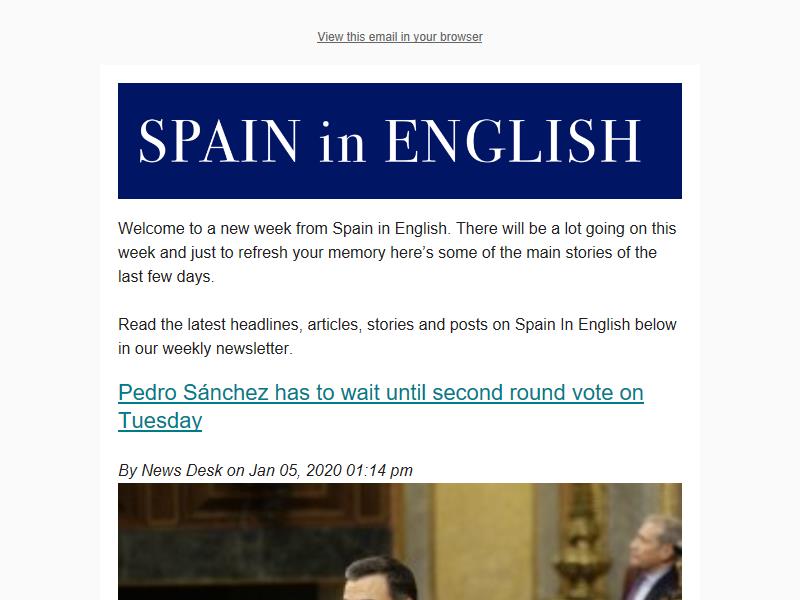 View this email in your browser
SPAIN in ENGLISH
Welcome to a new week from Spain in English. There will be a lot going on this
week and just to refresh your memory here’s some of the main stories of the
last few days.
Read the latest headlines, articles, stories and posts on Spain In English below
in our weekly newsletter.
Pedro Sánchez has to wait until second round vote on
Tuesday
By News Desk on Jan 05, 2020 01:14 pm